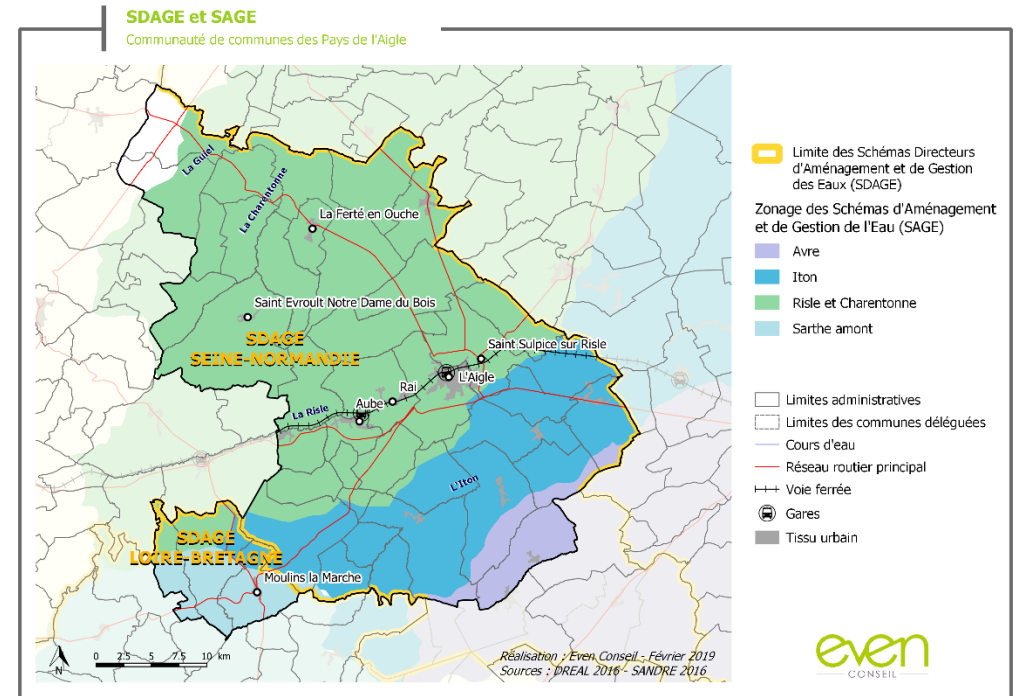 SDAGE et SAGE
Communauté de communes des Pays de l'Aigle
La Guiel
La Charentonne
La Ferté en Ouche
Saint Evroult Notre Dame du Bois
SDAGE
SEINE-NORMANDIE
Saint Sulpice sur Risle
L'Aigle
Rai
Aube
La Risle
L'Iton
SDAGE
LOIRE-BRETAGNE
Moulins la Marche
N
0 2.5 5 7.5 10 km
Réalisation : Even Conseil - Février 2019
Sources : DREAL 2016 - SANDRE 2016
Limite des Schémas Directeurs
d'Aménagement et de Gestion
des Eaux (SDAGE)
Zonage des Schémas d'Aménagement
et de Gestion de l'Eau (SAGE)
Avre
Iton
Risle et Charentonne
Sarthe amont
Limites administratives
Limites des communes déléguées
Cours d'eau
Réseau routier principal
Voie ferrée
Gares
Tissu urbain
even
CONSEIL